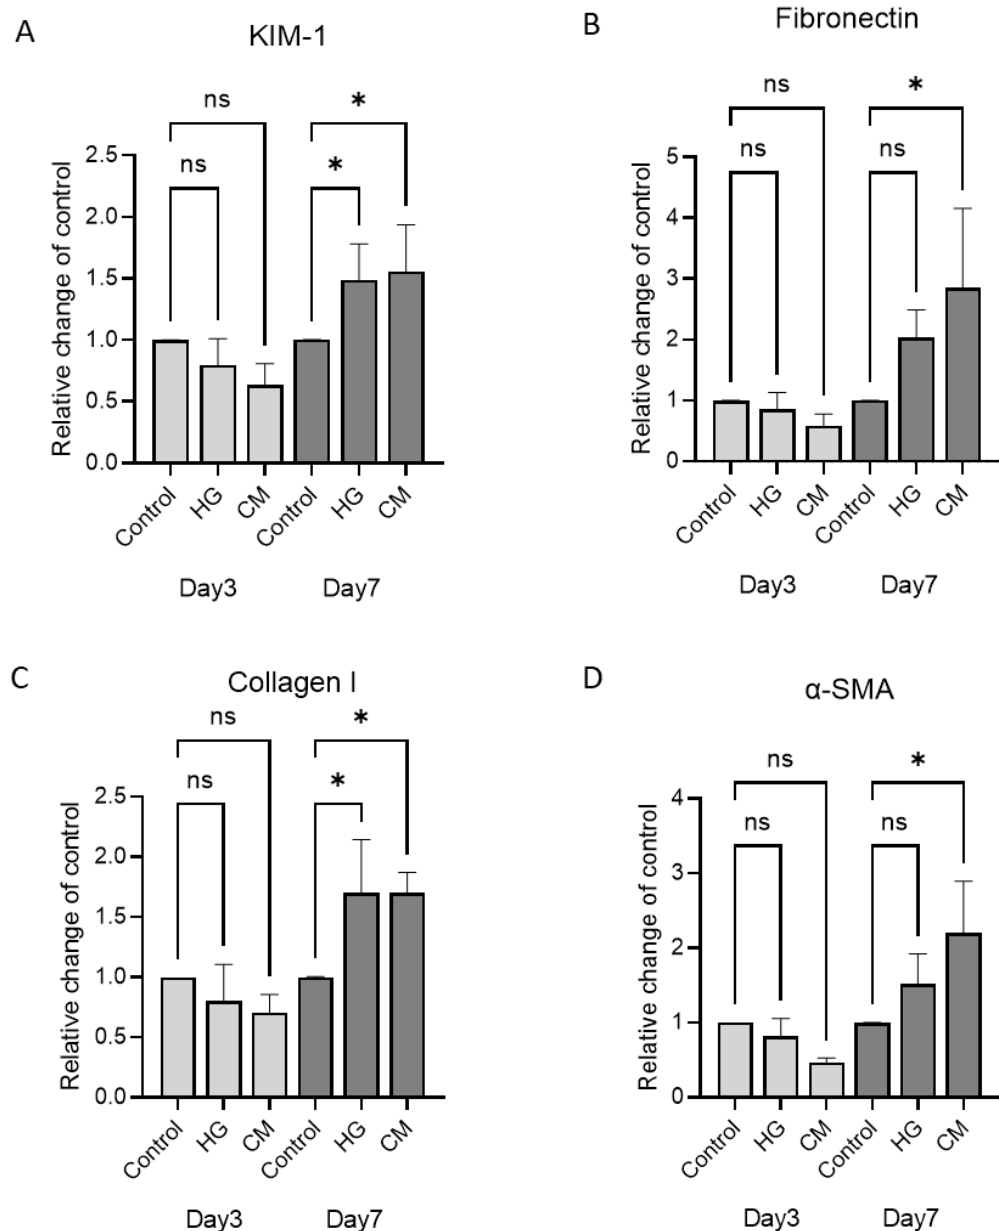 A
KIM-1
ns
*
ns
*
Relative change of control
2.5
2.0
1.5
1.0
0.5
0.0
Control
HG
CM
Control
HG
CM
Day3
Day7
B
Fibronectin
ns
*
ns
ns
Relative change of control
5
4
3
2
1
0
Control
HG
CM
Control
HG
CM
Day3
Day7
C
Collagen I
ns
*
ns
*
Relative change of control
2.5
2.0
1.5
1.0
0.5
0.0
Control
HG
CM
Control
HG
CM
Day3
Day7
D
α-SMA
ns
*
ns
ns
Relative change of control
4
3
2
1
0
Control
HG
CM
Control
HG
CM
Day3
Day7